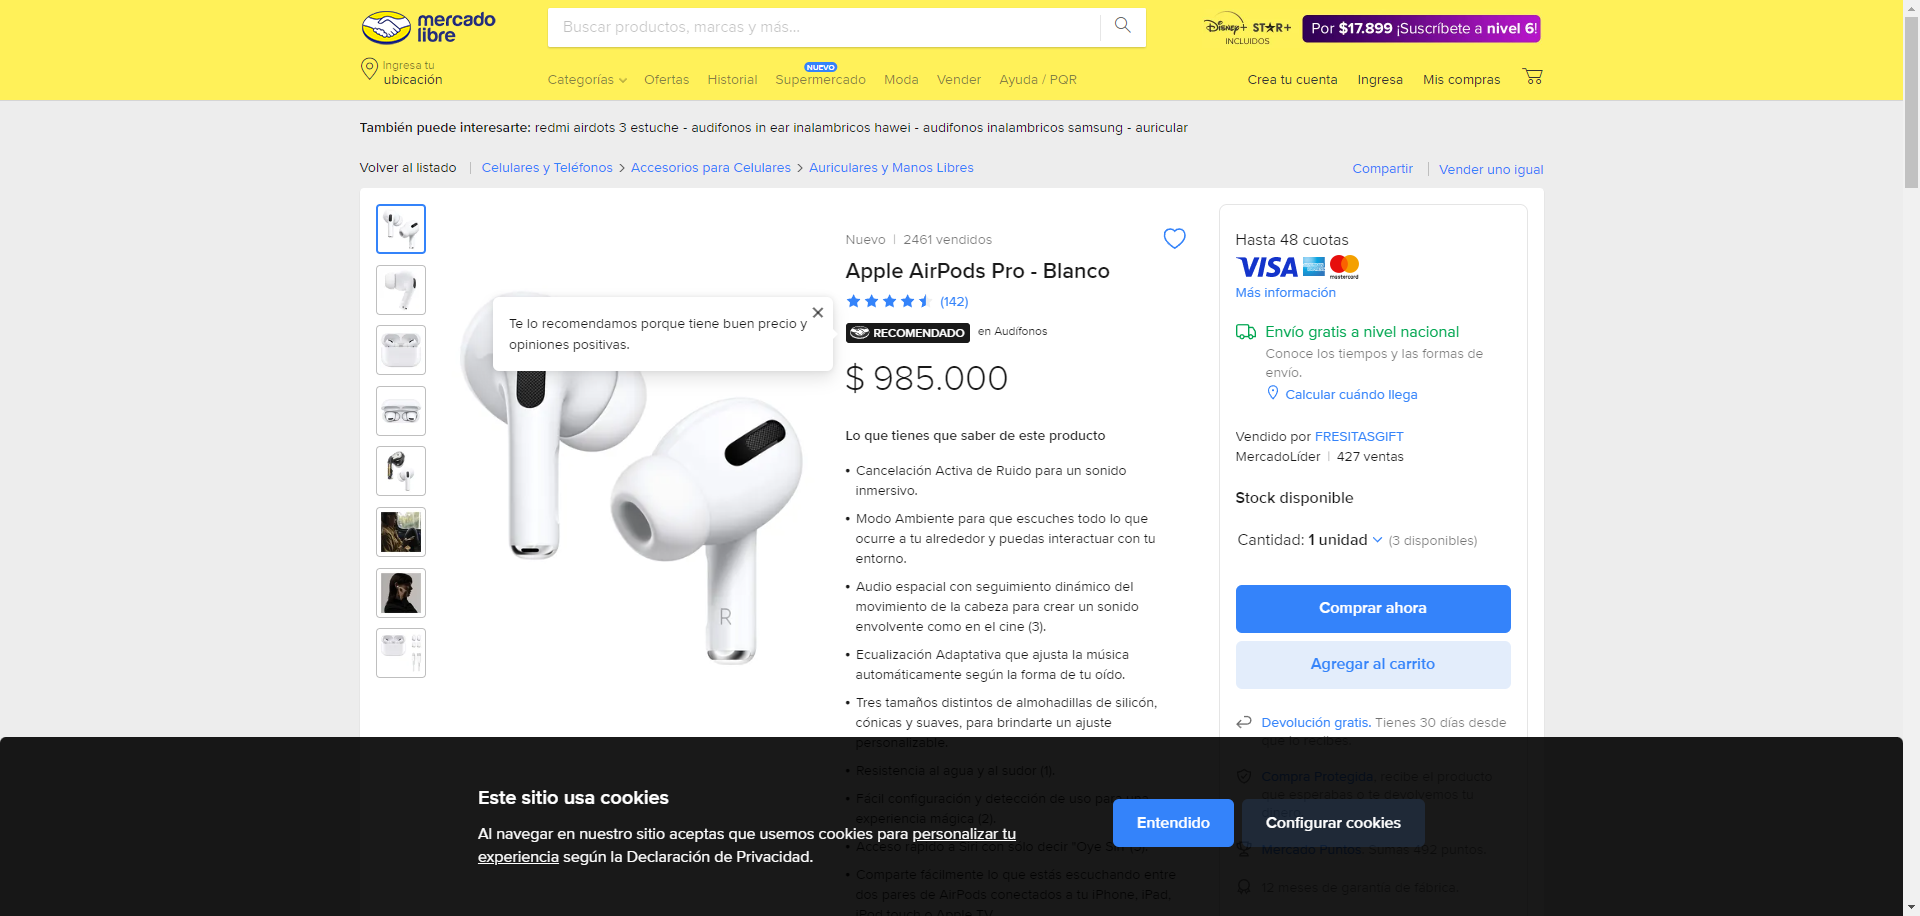 mercado
libre
Buscar productos, marcas y más...
Disney+ STAR+
INCLUIDOS
Por $17.899 ¡Suscríbete a nivel 6!
Ingresa tu
ubicación
NUEVO
Categorías Ofertas Historial Supermercado Moda Vender Ayuda / PQR
Crea tu cuenta Ingresa Mis compras
También puede interesarte: redmi airdots 3 estuche - audifonos in ear inalambricos hawei - audifonos inalambricos samsung - auricular
Volver al listado | Celulares y Teléfonos > Accesorios para Celulares > Auriculares y Manos Libres
Compartir | Vender uno igual
Te lo recomendamos porque tiene buen precio y
opiniones positivas.
R
Nuevo | 2461 vendidos
Apple AirPods Pro - Blanco
(142)
RECOMENDADO en Audífonos
$ 985.000
Lo que tienes que saber de este producto
• Cancelación Activa de Ruido para un sonido
inmersivo.
• Modo Ambiente para que escuches todo lo que
ocurre a tu alrededor y puedas interactuar con tu
entorno.
• Audio espacial con seguimiento dinámico del
movimiento de la cabeza para crear un sonido
envolvente como en el cine (3).
• Ecualización Adaptativa que ajusta la música
automáticamente según la forma de tu oído.
• Tres tamaños distintos de almohadillas de silicón,
cónicas y suaves, para brindarte un ajuste
personalizable.
• Resistencia al agua y al sudor (1).
• Fácil configuración y detección de uso para una
experiencia mágica (2).
• Acceso rápido a Siri con solo decir "Oye Siri"
• Comparte fácilmente lo que estás escuchando entre
dos pares de AirPods conectados a tu iPhone, iPad,
iPod touch o Apple TV.
Hasta 48 cuotas
VISA
mastercard
Más información
Envío gratis a nivel nacional
Conoce los tiempos y las formas de
envío.
Calcular cuándo llega
Vendido por FRESITASGIFT
MercadoLíder | 427 ventas
Stock disponible
Cantidad: 1 unidad (3 disponibles)
Comprar ahora
Agregar al carrito
Devolución gratis. Tienes 30 días desde
que lo recibes.
Compra Protegida, recibe el producto
que esperabas o te devolvemos tu
Mercado Puntos. Sumas 492 puntos.
12 meses de garantía de fábrica.
Este sitio usa cookies
Al navegar en nuestro sitio aceptas que usemos cookies para personalizar tu
experiencia según la Declaración de Privacidad.
Entendido
Configurar cookies